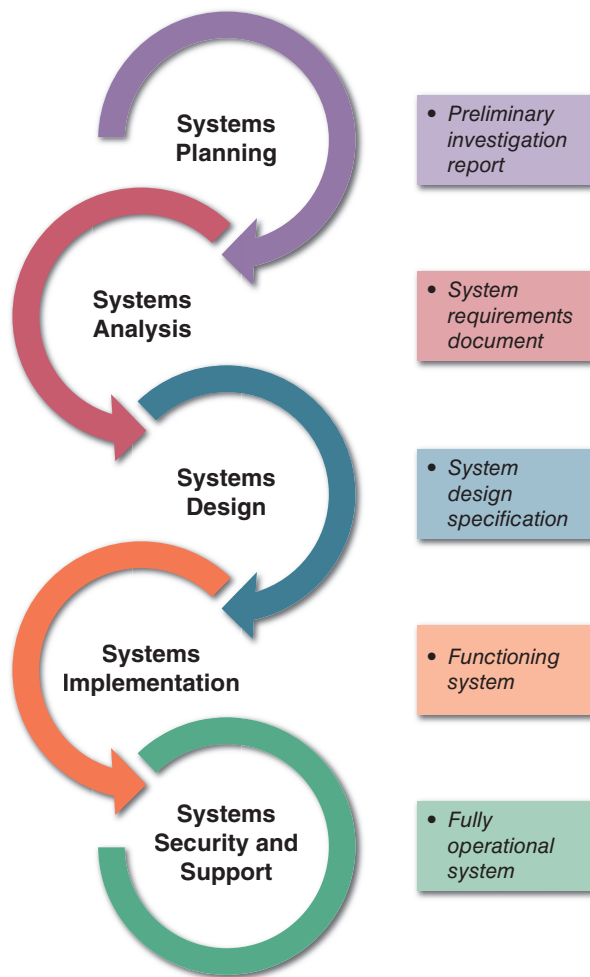 Systems
Planning
• Preliminary
investigation
report
Systems
Analysis
• System
requirements
document
Systems
Design
• System
design
specification
Systems
Implementation
• Functioning
system
Systems
Security and
Support
• Fully
operational
system